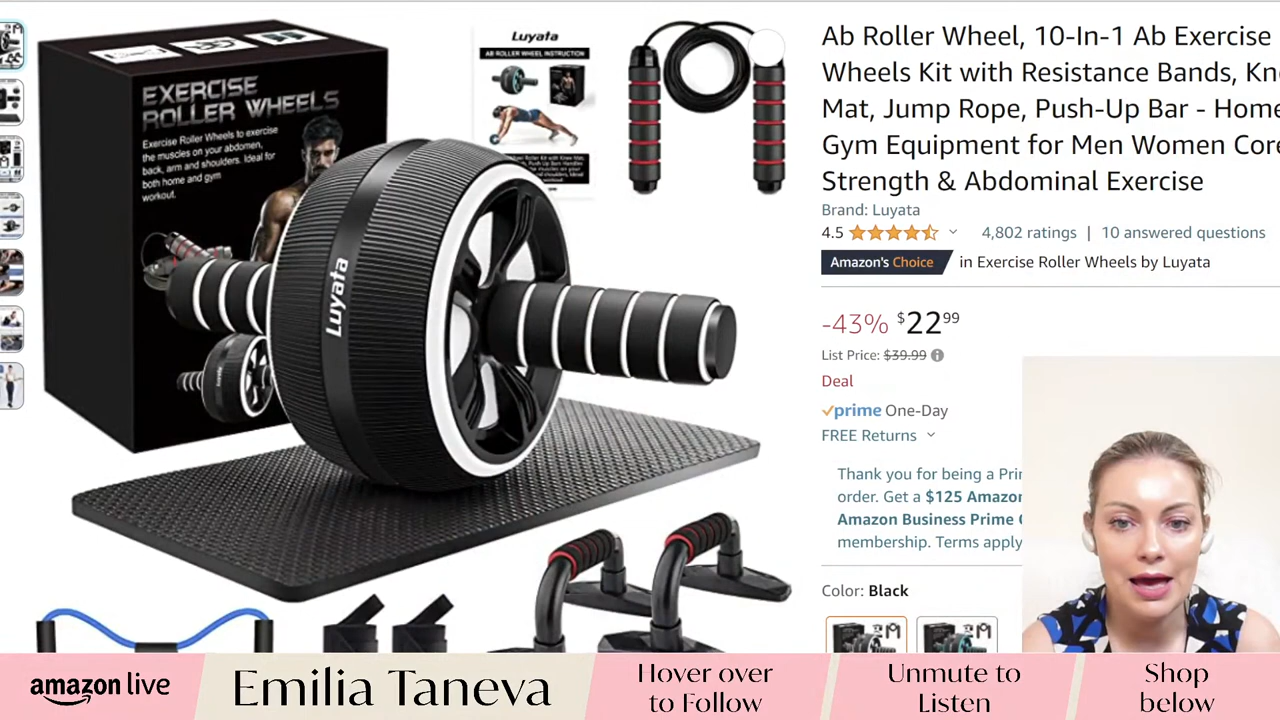 EXERCISE
ROLLER WHEELS
Exercise Roller Wheels to exercise
the muscles on your abdomen,
back, arm and shoulders. Ideal for
both home and gym
workout.
Luyata
Luyata
Luyata
AB ROLLER WHEEL INSTRUCTION
Ab Roller Wheel, 10-In-1 Ab Exercise
Wheels Kit with Resistance Bands, Kn
Mat, Jump Rope, Push-Up Bar - Home
Gym Equipment for Men Women Core
Strength & Abdominal Exercise
Brand: Luyata
4.5 4,802 ratings | 10 answered questions
Amazon's Choice in Exercise Roller Wheels by Luyata
-43% $22 99
List Price: $39.99
Deal
prime One-Day
FREE Returns
Thank you for being a Pri
order. Get a $125 Amazon
Amazon Business Prime
membership. Terms apply
Color: Black
amazon live
Emilia Taneva
Hover over
to Follow
Unmute to
Listen
Shop
below